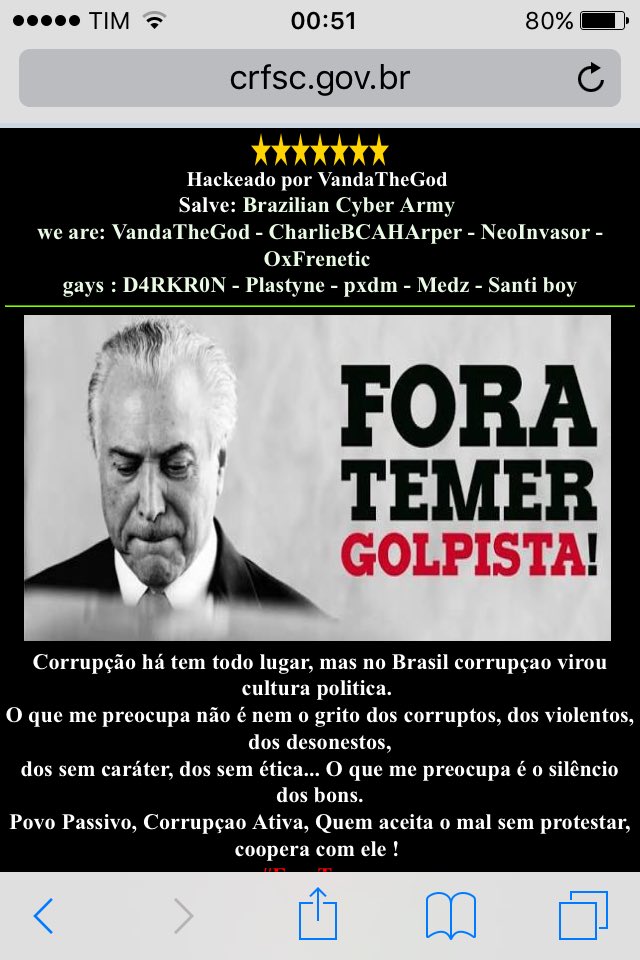 TIM
00:51
80%
crfsc.gov.br
Hackeado por VandaTheGod
Salve: Brazilian Cyber Army
we are: VandaTheGod - CharlieBCAHArper - NeoInvasor -
OxFrenetic
gays : D4RKR0N - Plastyne - pxdm - Medz - Santi boy
FORA
TEMER
GOLPISTA!
Corrupção há tem todo lugar, mas no Brasil corrupçao virou
cultura politica.
O que me preocupa não é nem o grito dos corruptos, dos violentos,
dos desonestos,
dos sem caráter, dos sem ética... O que me preocupa é o silêncio
dos bons.
Povo Passivo, Corrupçao Ativa, Quem aceita o mal sem protestar,
coopera com ele !